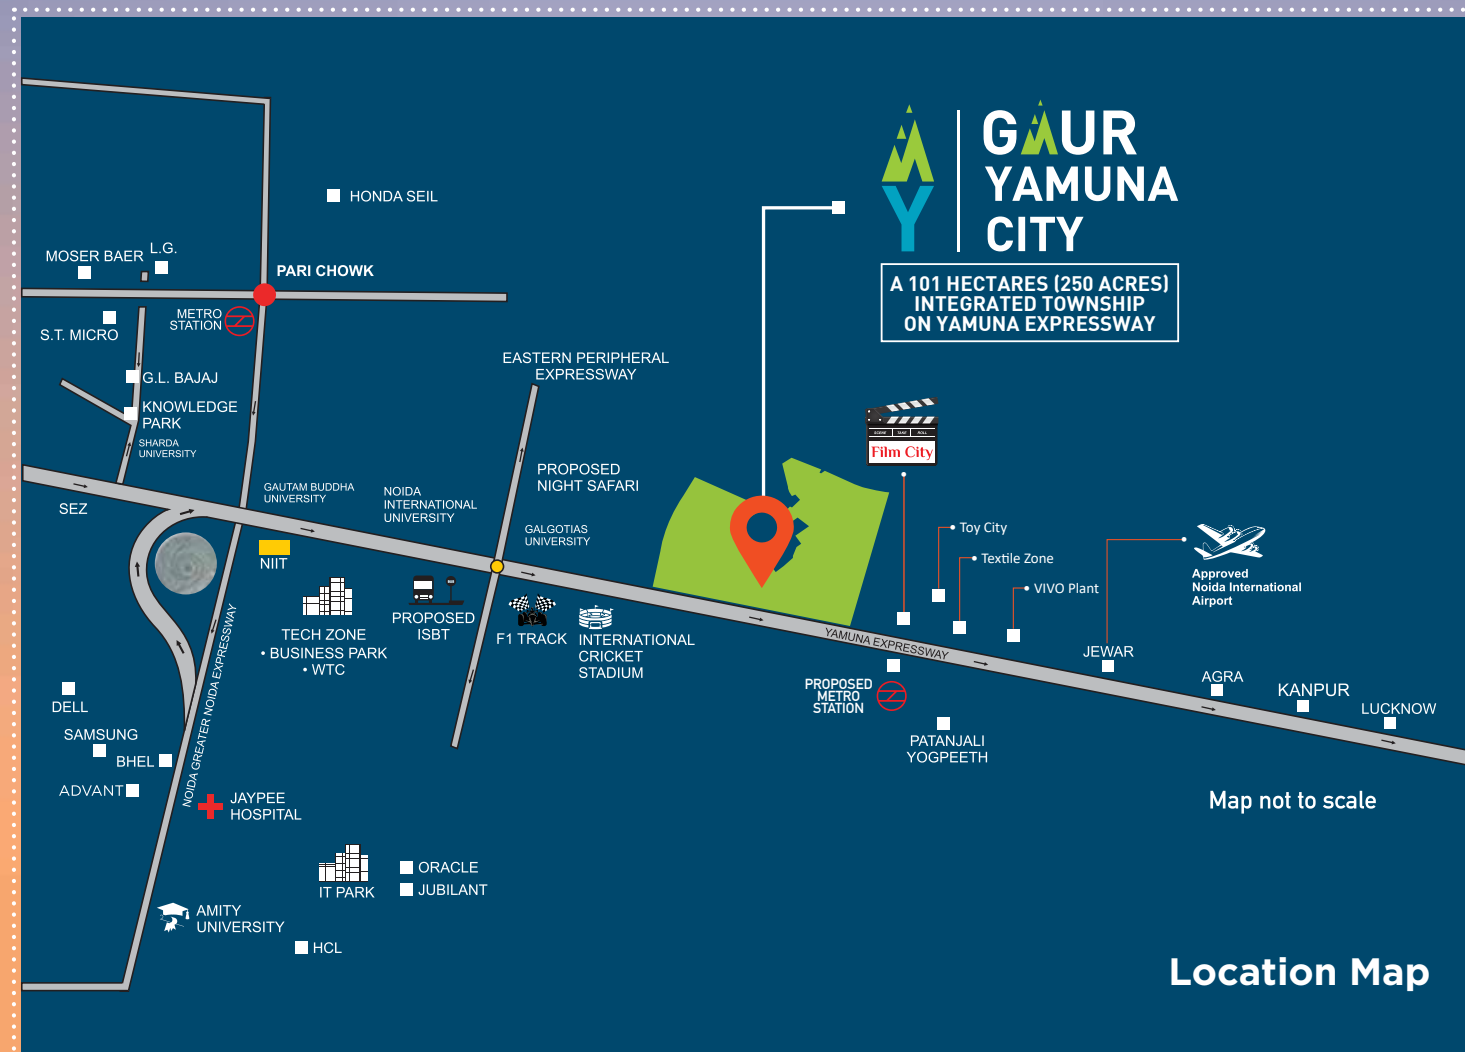 GAUR
YAMUNA
CITY
A 101 HECTARES (250 ACRES)
INTEGRATED TOWNSHIP
ON YAMUNA EXPRESSWAY
HONDA SEIL
MOSER BAER
L.G.
PARI CHOWK
METRO
STATION
S.T. MICRO
G.L. BAJAJ
KNOWLEDGE
PARK
SHARDA
UNIVERSITY
EASTERN PERIPHERAL
EXPRESSWAY
SCENE
TAKE
ROLL
Film City
PROPOSED
NIGHT SAFARI
SEZ
GAUTAM BUDDHA
UNIVERSITY
NOIDA
INTERNATIONAL
UNIVERSITY
GALGOTIAS
UNIVERSITY
Toy City
Textile Zone
VIVO Plant
Approved
Noida International
Airport
NIIT
TECH ZONE
• BUSINESS PARK
• WTC
PROPOSED
ISBT
F1 TRACK
INTERNATIONAL
CRICKET
STADIUM
YAMUNA EXPRESSWAY
JEWAR
AGRA
KANPUR
LUCKNOW
PROPOSED
METRO
STATION
PATANJALI
YOGPEETH
NOIDA GREATER NOIDA EXPRESSWAY
DELL
SAMSUNG
BHEL
ADVANT
JAYPEE
HOSPITAL
IT PARK
ORACLE
JUBILANT
AMITY
UNIVERSITY
HCL
Map not to scale
Location Map